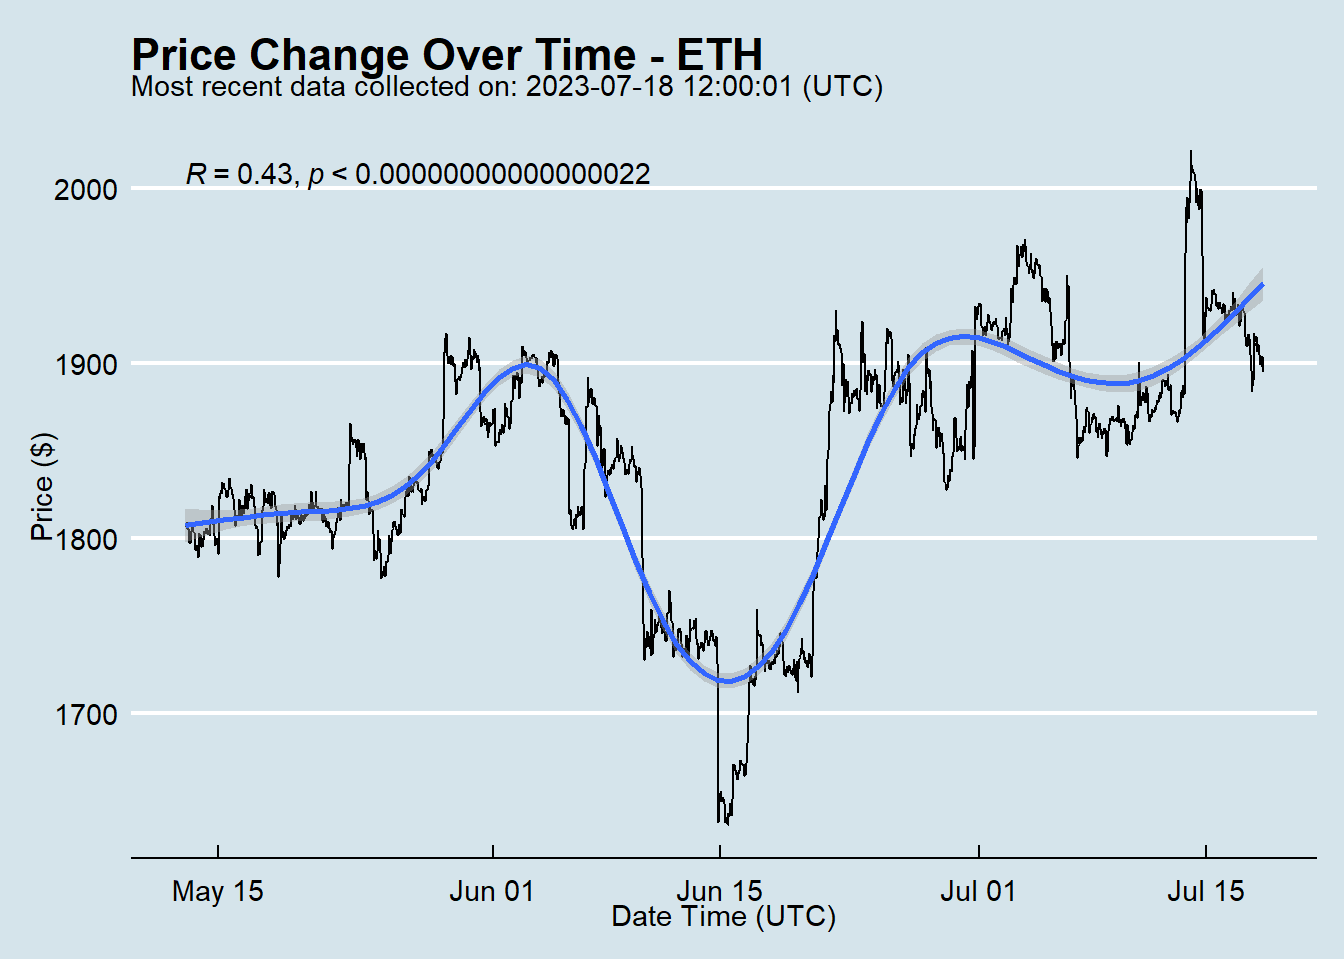 Price Change Over Time - ETH
Most recent data collected on: 2023-07-18 12:00:01 (UTC)
R = 0.43, p < 0.00000000000000022
2000
1900
1800
1700
Price ($)
May 15 Jun 01 Jun 15 Jul 01 Jul 15
Date Time (UTC)